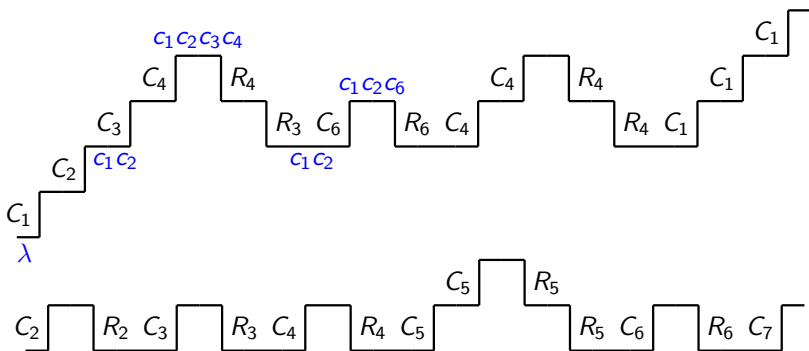 c₁c₂c₃c₄ C₁
C₄ R₄ c₁c₂c₆ C₄ R₄ C₁
C₃ R₃ C₆ R₆ C₄ R₄ C₁
c₁c₂ c₁c₂
C₂
C₁
λ
C₅ R₅
C₂ R₂ C₃ R₃ C₄ R₄ C₅ R₅ C₆ R₆ C₇